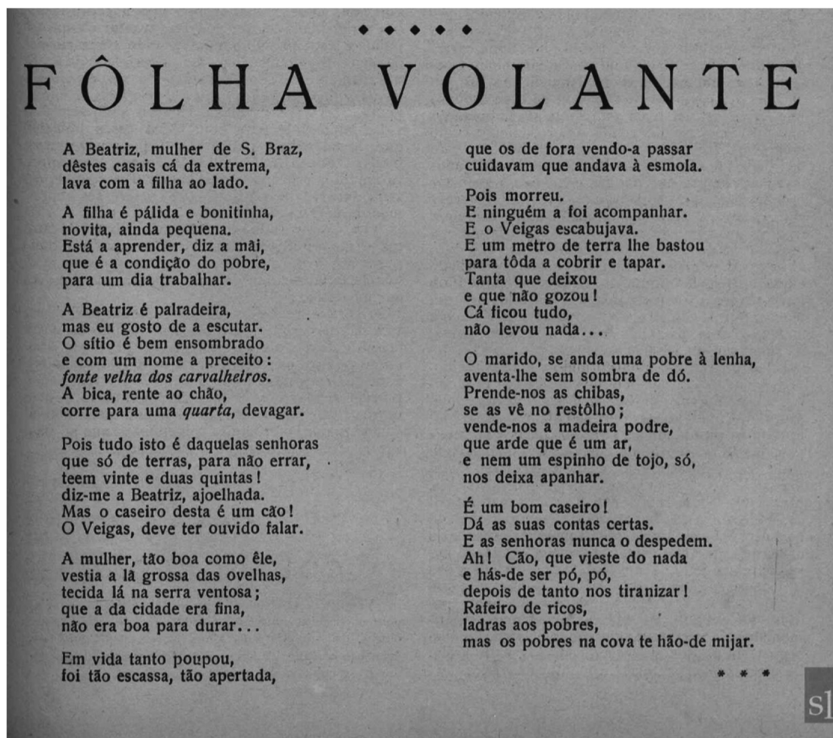 FÔLHA VOLANTE
A Beatriz, mulher de S. Braz,
dêstes casais cá da extrema,
lava com a filha ao lado.
A filha é pálida e bonitinha,
novita, ainda pequena.
Está a aprender, diz a mãi,
que é a condição do pobre,
para um dia trabalhar.
A Beatriz é palradeira,
mas eu gosto de a escutar.
O sítio é bem ensombrado
e com um nome a preceito:
fonte velha dos carvalheiros.
A bica, rente ao chão,
corre para uma quarta, devagar.
Pois tudo isto é daquelas senhoras
que só de terras, para não errar,
teem vinte e duas quintas!
diz-me a Beatriz, ajoelhada.
Mas o caseiro desta é um cão!
O Veigas, deve ter ouvido falar.
A mulher, tão boa como êle,
vestia a lã grossa das ovelhas,
tecida lá na serra ventosa;
que a da cidade era fina,
não era boa para durar...
Em vida tanto poupou,
foi tão escassa, tão apertada,
que os de fora vendo-a passar
cuidavam que andava à esmola.
Pois morreu.
E ninguém a foi acompanhar.
E o Veigas escabujava.
E um metro de terra lhe bastou
para tôda a cobrir e tapar.
Tanta que deixou
e que não gozou!
Cá ficou tudo,
não levou nada...
O marido, se anda uma pobre à lenha,
aventa-lhe sem sombra de dó.
Prende-nos as chibas,
se as vê no restôlho;
vende-nos a madeira podre,
que arde que é um ar,
e nem um espinho de tojo, só,
nos deixa apanhar.
É um bom caseiro!
Dá as suas contas certas.
E as senhoras nunca o despedem.
Ah! Cão, que vieste do nada
e hás-de ser pó, pó,
depois de tanto nos tiranizar!
Rafeiro de ricos,
ladras aos pobres,
mas os pobres na cova te hão-de mijar.
* * *